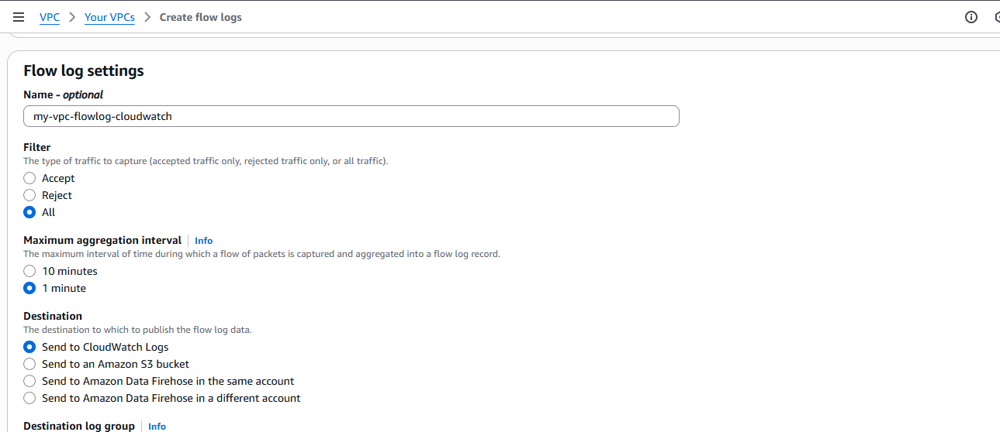 VPC > Your VPCs > Create flow logs
Flow log settings
Name - optional
my-vpc-flowlog-cloudwatch
Filter
The type of traffic to capture (accepted traffic only, rejected traffic only, or all traffic).
Accept
Reject
All
Maximum aggregation interval | Info
The maximum interval of time during which a flow of packets is captured and aggregated into a flow log record.
10 minutes
1 minute
Destination
The destination to which to publish the flow log data.
Send to CloudWatch Logs
Send to an Amazon S3 bucket
Send to Amazon Data Firehose in the same account
Send to Amazon Data Firehose in a different account
Destination log group | Info